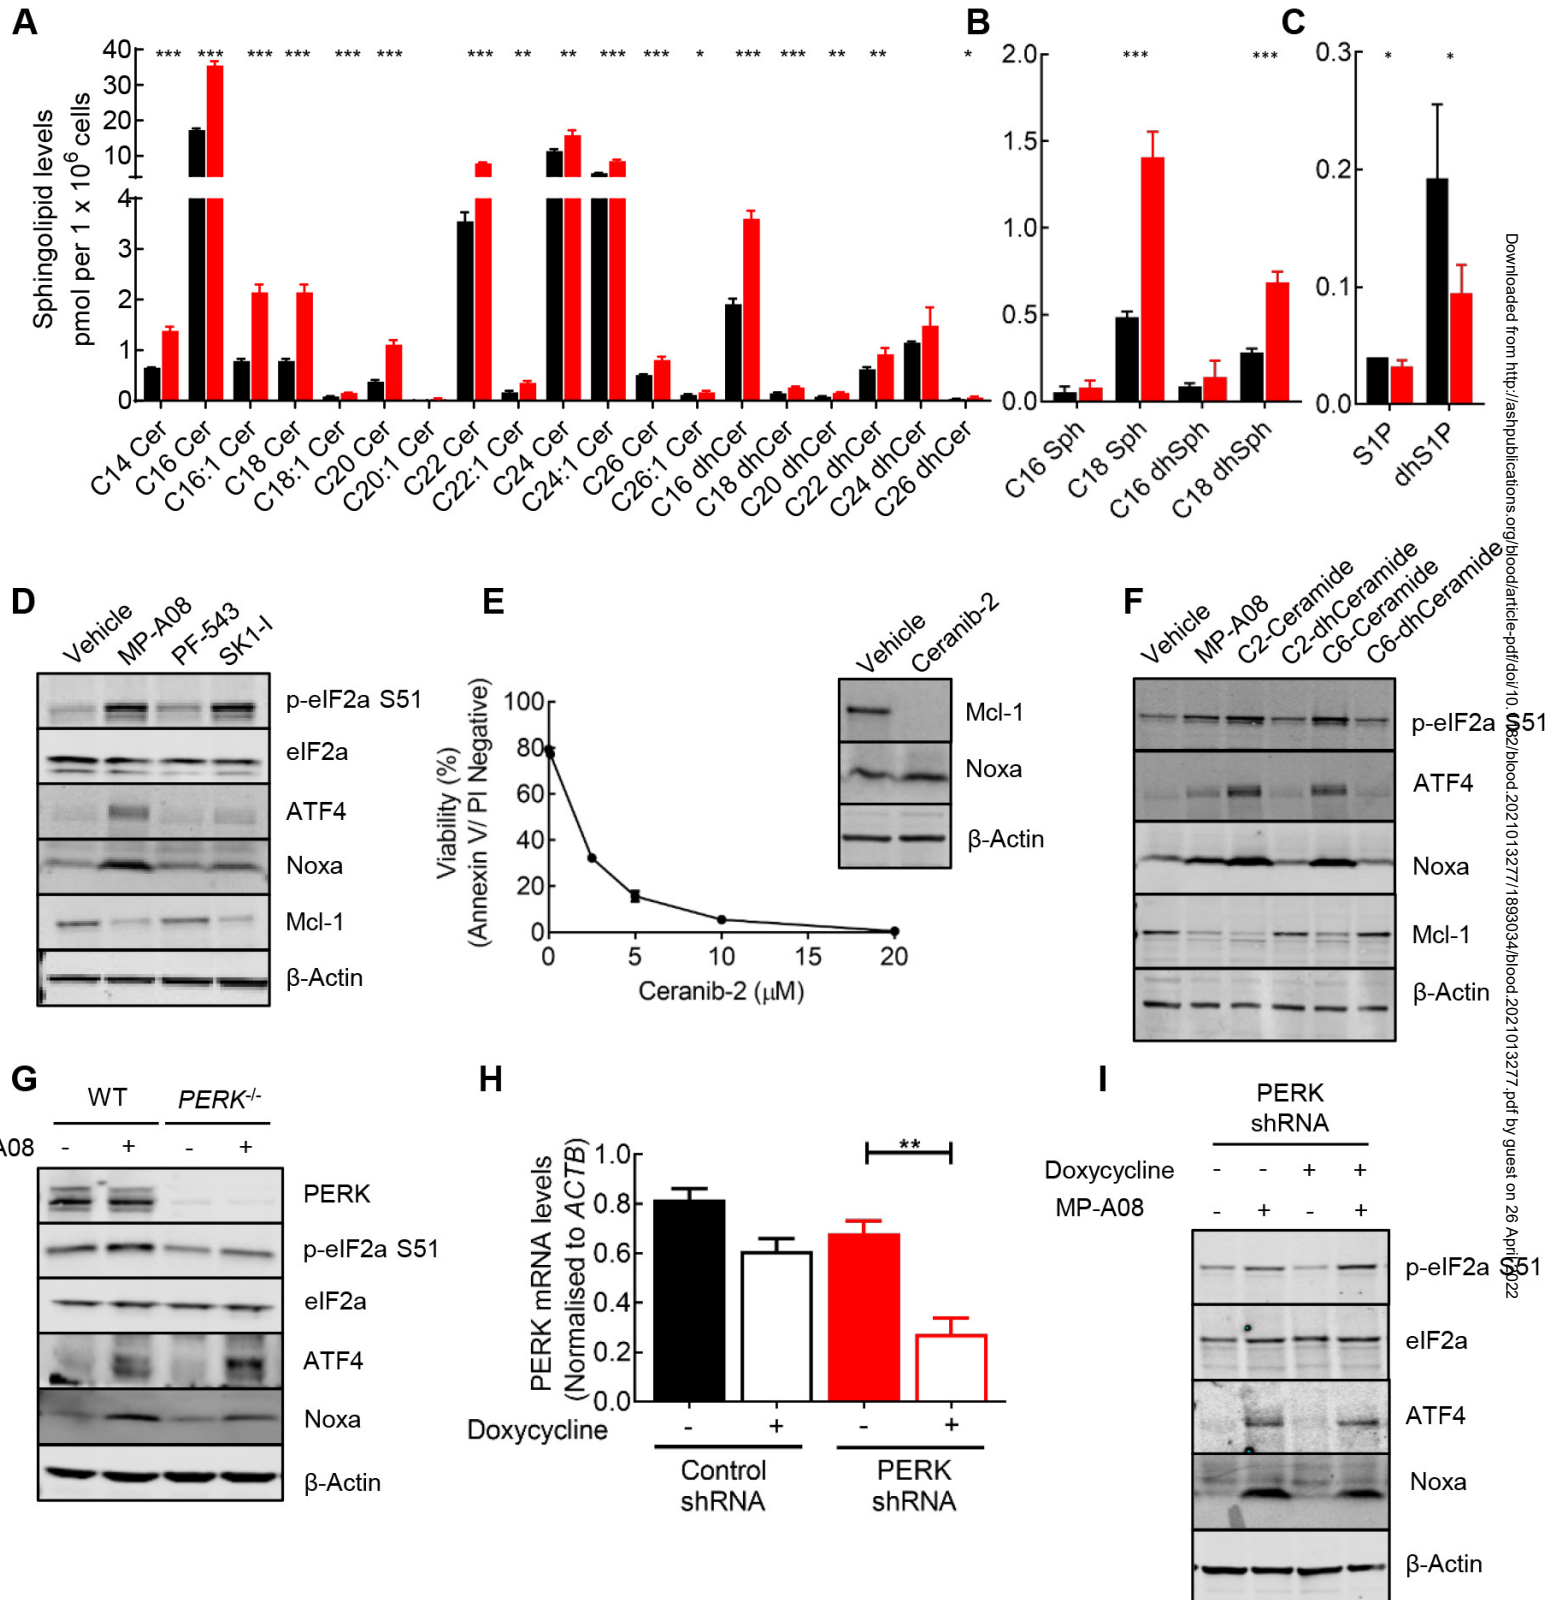 A
B
C
Sphingolipid levels
pmol per 1 x 10⁶ cells
40
30
20
10
4
3
2
1
0
*** *** *** *** *** *** *** ** ** *** *** * *** *** ** ** *
C14 Cer
C16 Cer
C16:1 Cer
C18 Cer
C18:1 Cer
C20 Cer
C20:1 Cer
C22 Cer
C22:1 Cer
C24 Cer
C24:1 Cer
C26 Cer
C26:1 Cer
C16 dhCer
C18 dhCer
C20 dhCer
C22 dhCer
C24 dhCer
C26 dhCer
2.0
1.5
1.0
0.5
0.0
*** ***
C16 Sph
C18 Sph
C16 dhSph
C18 dhSph
0.3
0.2
0.1
0.0
* *
S1P
dhS1P
D
Vehicle
MP-A08
PF-543
SK1-I
p-eIF2a S51
eIF2a
ATF4
Noxa
Mcl-1
β-Actin
E
Viability (%)
(Annexin V/ PI Negative)
100
80
60
40
20
0
0 5 10 15 20
Ceranib-2 (μM)
Vehicle
Ceranib-2
Mcl-1
Noxa
β-Actin
F
Vehicle
MP-A08
C2-Ceramide
C2-dhCeramide
C6-Ceramide
C6-dhCeramide
p-eIF2a S51
ATF4
Noxa
Mcl-1
β-Actin
G
WT PERK-/-
A08 - + - +
PERK
p-eIF2a S51
eIF2a
ATF4
Noxa
β-Actin
H
PERK mRNA levels
(Normalised to ACTB)
1.0
0.8
0.6
0.4
0.2
0.0
**
Doxycycline - + - +
Control
shRNA
PERK
shRNA
I
PERK
shRNA
Doxycycline - - + +
MP-A08 - + - +
p-eIF2a S51
eIF2a
ATF4
Noxa
β-Actin
Downloaded from http://ashpublications.org/blood/article-pdf/doi/10.1182/blood.2021013277/1893034/blood.2021013277.pdf by guest on 26 April 2022